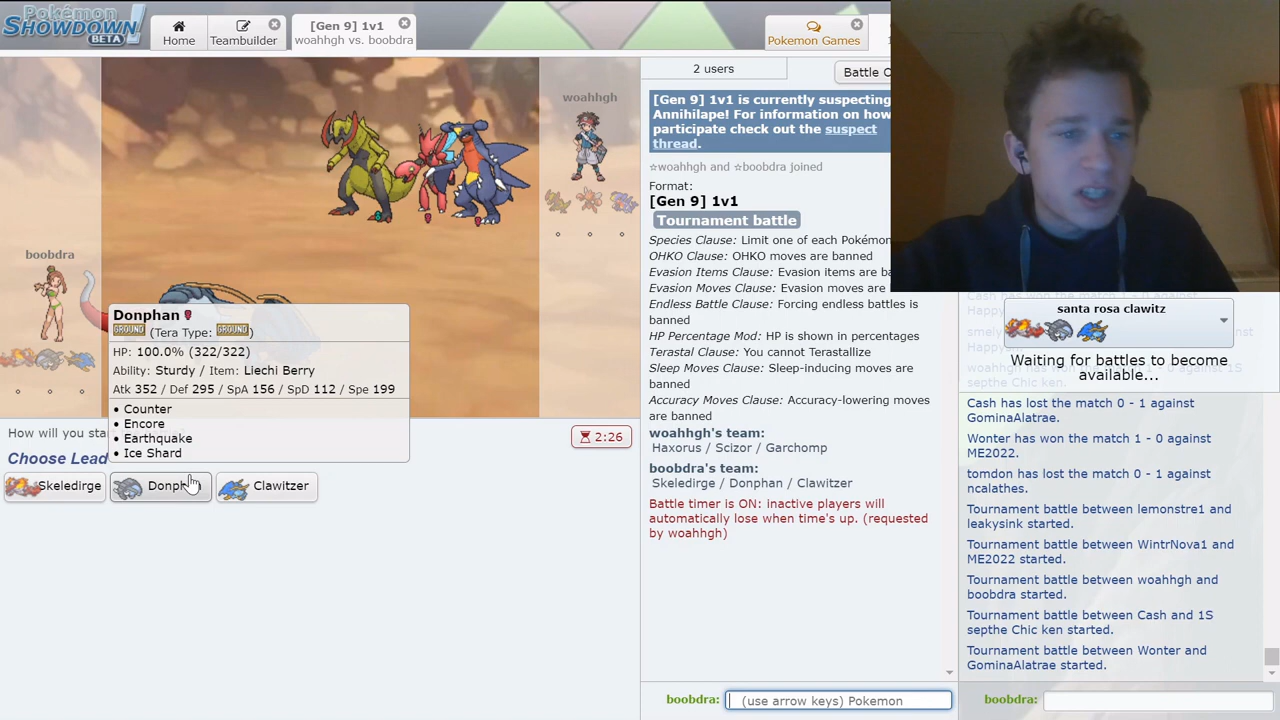 Pokémon
SHOWDOWN!
BETA
Home
Teambuilder
[Gen 9] 1v1
woahhgh vs. boobdra
Pokemon Games
2 users
Battle O
woahhgh
boobdra
Donphan
GROUND (Tera Type: GROUND)
HP: 100.0% (322/322)
Ability: Sturdy / Item: Liechi Berry
Atk 352 / Def 295 / SpA 156 / SpD 112 / Spe 199
• Counter
• Encore
• Earthquake
• Ice Shard
How will you sta
2:26
Choose Lead
Skeledirge
Donph
Clawitzer
[Gen 9] 1v1 is currently suspecting
Annihilape! For information on how
participate check out the suspect
thread.
☆woahhgh and ☆boobdra joined
Format:
[Gen 9] 1v1
Tournament battle
Species Clause: Limit one of each Pokémon
OHKO Clause: OHKO moves are banned
Evasion Items Clause: Evasion items are ba
Evasion Moves Clause: Evasion moves are
Endless Battle Clause: Forcing endless battles is
banned
HP Percentage Mod: HP is shown in percentages
Terastal Clause: You cannot Terastallize
Sleep Moves Clause: Sleep-inducing moves are
banned
Accuracy Moves Clause: Accuracy-lowering moves
are banned
woahhgh's team:
Haxorus / Scizor / Garchomp
boobdra's team:
Skeledirge / Donphan / Clawitzer
Battle timer is ON: inactive players will
automatically lose when time's up. (requested
by woahhgh)
boobdra:
(use arrow keys) Pokemon
santa rosa clawitz
Waiting for battles to become
available...
septhe Chic ken.
Cash has lost the match 0 - 1 against
GominaAlatrae.
Wonter has won the match 1 - 0 against
ME2022.
tomdon has lost the match 0 - 1 against
ncalathes.
Tournament battle between lemonstre1 and
leakysink started.
Tournament battle between WintrNova1 and
ME2022 started.
Tournament battle between woahhgh and
boobdra started.
Tournament battle between Cash and 1S
septhe Chic ken started.
Tournament battle between Wonter and
GominaAlatrae started.
boobdra: